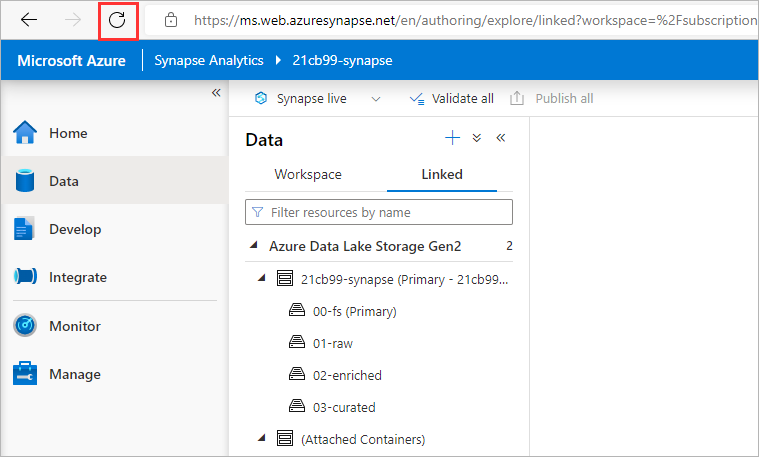 https://ms.web.azuresynapse.net/en/authoring/explore/linked?workspace=%2Fsubscription
Microsoft Azure
Synapse Analytics
21cb99-synapse
Home
Data
Develop
Integrate
Monitor
Manage
Synapse live
Validate all
Publish all
Data
Workspace
Linked
Filter resources by name
Azure Data Lake Storage Gen2 2
21cb99-synapse (Primary - 21cb99...
00-fs (Primary)
01-raw
02-enriched
03-curated
(Attached Containers)